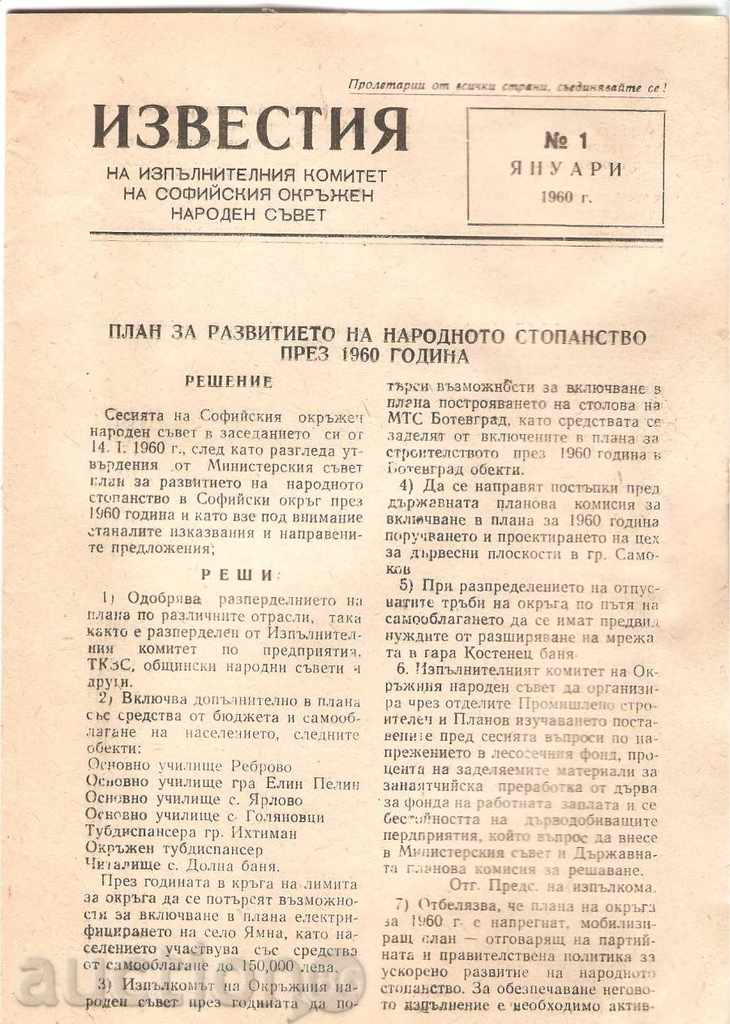 Пролетарии от всички страни, съединявайте се!
ИЗВЕСТИЯ
НА ИЗПЪЛНИТЕЛНИЯ КОМИТЕТ
НА СОФИЙСКИЯ ОКРЪЖЕН
НАРОДЕН СЪВЕТ
№ 1
ЯНУАРИ
1960 г.
ПЛАН ЗА РАЗВИТИЕТО НА НАРОДНОТО СТОПАНСТВО
ПРЕЗ 1960 ГОДИНА
РЕШЕНИЕ
Сесията на Софийския окръжен
народен съвет в заседанието си от
14. I. 1960 г., след като разгледа ут-
върдения от Министерския съвет
план за развитието на народното
стопанство в Софийски окръг през
1960 година и като взе под внимание
станалите изказвания и направени-
те предложения;
РЕШИ:
1) Одобрява разперделнието на
плана по различните отрасли, така
както е разперделен от Изпълнител-
ния комитет по предприятия,
ТКЗС, общински народни съвети и
други.
2) Включва допълнително в плана
със средства от бюджета и самооб-
лагане на населението, следните
обекти:
Основно училище Реброво
Основно училище гра Елин Пелин
Основно училище с. Ярлово
Основно училище с. Голяновци
Тубдиспансера гр. Ихтиман
Окръжен тубдиспансер
Читалище с. Долна баня.
През годината в кръга на лимита
за окръга да се потърсят възможно-
сти за включване в плана електри-
фицирането на село Ямна, като на-
селението участвува със средства
от самооблагане до 150,000 лева.
3) Изпълкомът на Окръжния на-
роден съвет през годината да по-
търси възможности за включване в
плана построяването на столова на
МТС Ботевград, като средствата се
заделят от включените в плана за
строителството през 1960 година в
Ботевград обекти.
4) Да се направят постъпки пред
държавната планова комисия за
включване в плана за 1960 година
поручването и проектирането на цех
за дървесни плоскости в гр. Само-
ков
5) При разпределението на отпус-
натите тръби на окръга по пътя на
самооблагането да се имат предвид
нуждите от разширяване на мрежа
та в гара Костенец баня.
6. Изпълнителният комитет на Ок-
ръжния народен съвет да организи-
ра чрез отделите Промишлено стро-
ителен и Планов изучаването поста-
вените пред сесията въпроси по на-
прежението в лесосечния фонд, про-
цента на заделяемите материали за
занаятчийска преработка от дърва
за фонда на работната заплата и се
бестойността на дърводобиващите
пердприятия, който въпрос да внесе
в Министерския съвет и Държавна-
та планова комисия за решаване.
Отг. Предс. на изпълкома.
7) Отбелязва, че плана на окръга
за 1960 г. е напрегнат, мобилизи-
ращ план — отговарящ на партий-
ната и правителствена политика за
ускорено развитие на народното
стопанство. За обезпечаване негово-
то изпълнение е необходимо актив-